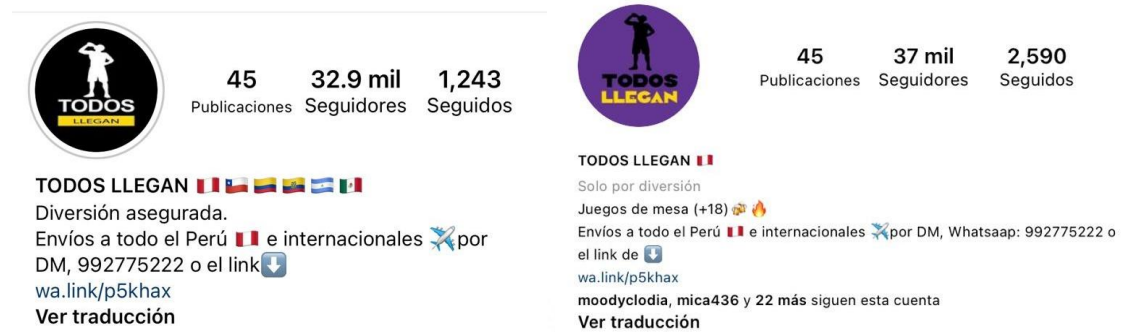 TODOS
LLEGAN
45 32.9 mil 1,243
Publicaciones Seguidores Seguidos
TODOS LLEGAN 🇵🇪🇨🇱🇨🇴🇪🇨🇭🇳🇲🇽
Diversión asegurada.
Envíos a todo el Perú 🇵🇪 e internacionales ✈️por
DM, 992775222 o el link⬇️
wa.link/p5khax
Ver traducción
TODOS
LLEGAN
45 37 mil 2,590
Publicaciones Seguidores Seguidos
TODOS LLEGAN 🇵🇪
Solo por diversión
Juegos de mesa (+18) 🍻🔥
Envíos a todo el Perú 🇵🇪 e internacionales ✈️por DM, Whatsaap: 992775222 o
el link de ⬇️
wa.link/p5khax
moodyclodia, mica436 y 22 más siguen esta cuenta
Ver traducción